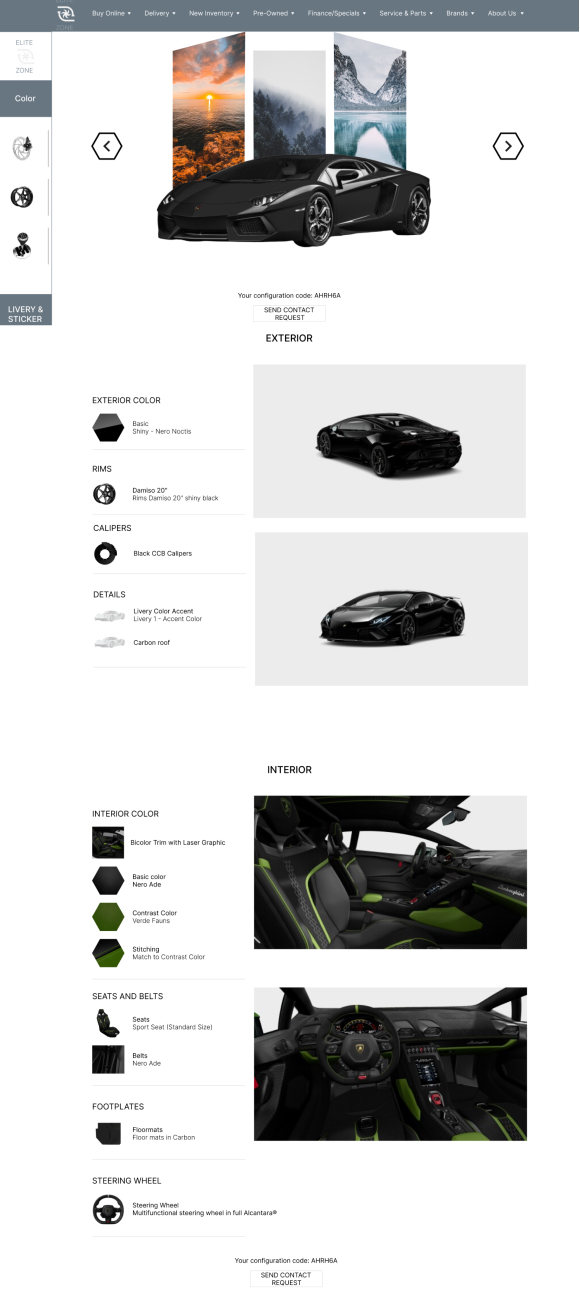 Buy Online ▼ Delivery ▼ New Inventory ▼ Pre-Owned ▼ Finance/Specials ▼ Service & Parts ▼ Brands ▼ About Us ▼
ZONE
ELITE
ZONE
Color
LIVERY &
STICKER
Your configuration code: AHRH6A
SEND CONTACT
REQUEST
EXTERIOR
EXTERIOR COLOR
Basic
Shiny - Nero Noctis
RIMS
Damiso 20"
Rims Damiso 20" shiny black
CALIPERS
Black CCB Calipers
DETAILS
Livery Color Accent
Livery 1 - Accent Color
Carbon roof
INTERIOR
INTERIOR COLOR
Bicolor Trim with Laser Graphic
Basic color
Nero Ade
Contrast Color
Verde Fauns
Stitching
Match to Contrast Color
SEATS AND BELTS
Seats
Sport Seat (Standard Size)
Belts
Nero Ade
FOOTPLATES
Floormats
Floor mats in Carbon
STEERING WHEEL
Steering Wheel
Multifunctional steering wheel in full Alcantara®
Your configuration code: AHRH6A
SEND CONTACT
REQUEST